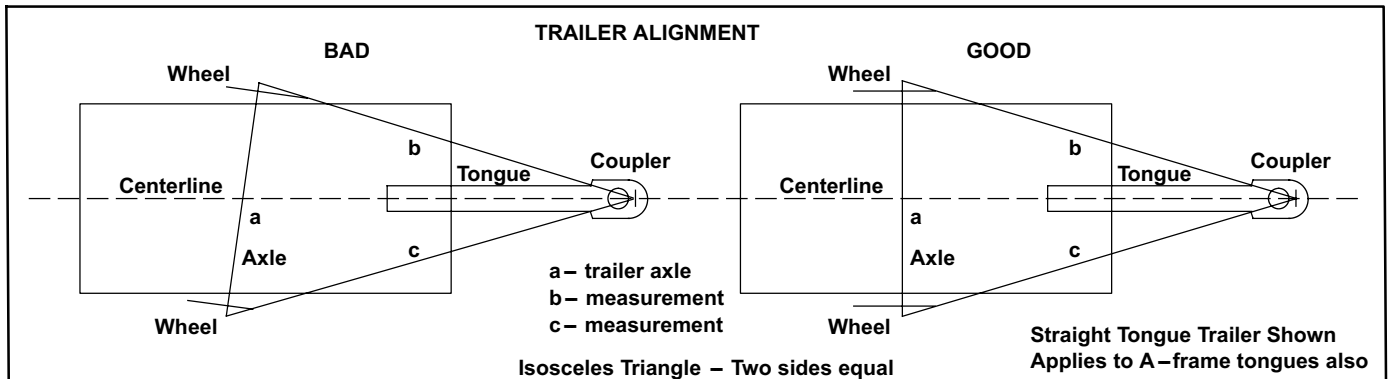 TRAILER ALIGNMENT
BAD
Wheel
b
Coupler
Tongue
Centerline
a
Axle
c
Wheel
GOOD
Wheel
b
Coupler
Tongue
Centerline
a
Axle
c
Wheel
a– trailer axle
b– measurement
c– measurement
Isosceles Triangle – Two sides equal
Straight Tongue Trailer Shown
Applies to A–frame tongues also